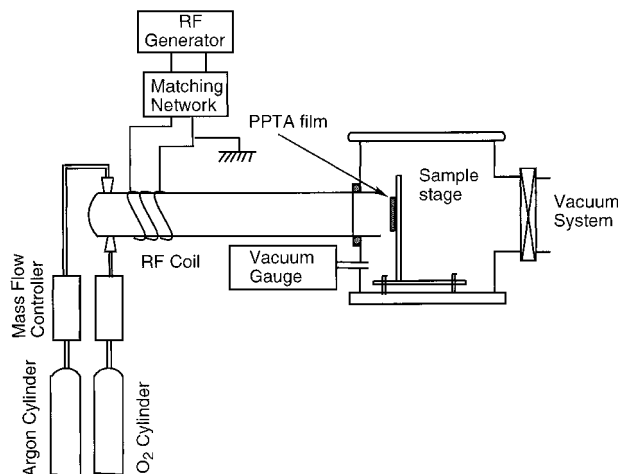 RF
Generator
Matching
Network
PPTA film
Sample
stage
Vacuum
System
RF Coil
Vacuum
Gauge
Mass Flow
Controller
Argon Cylinder
O2 Cylinder